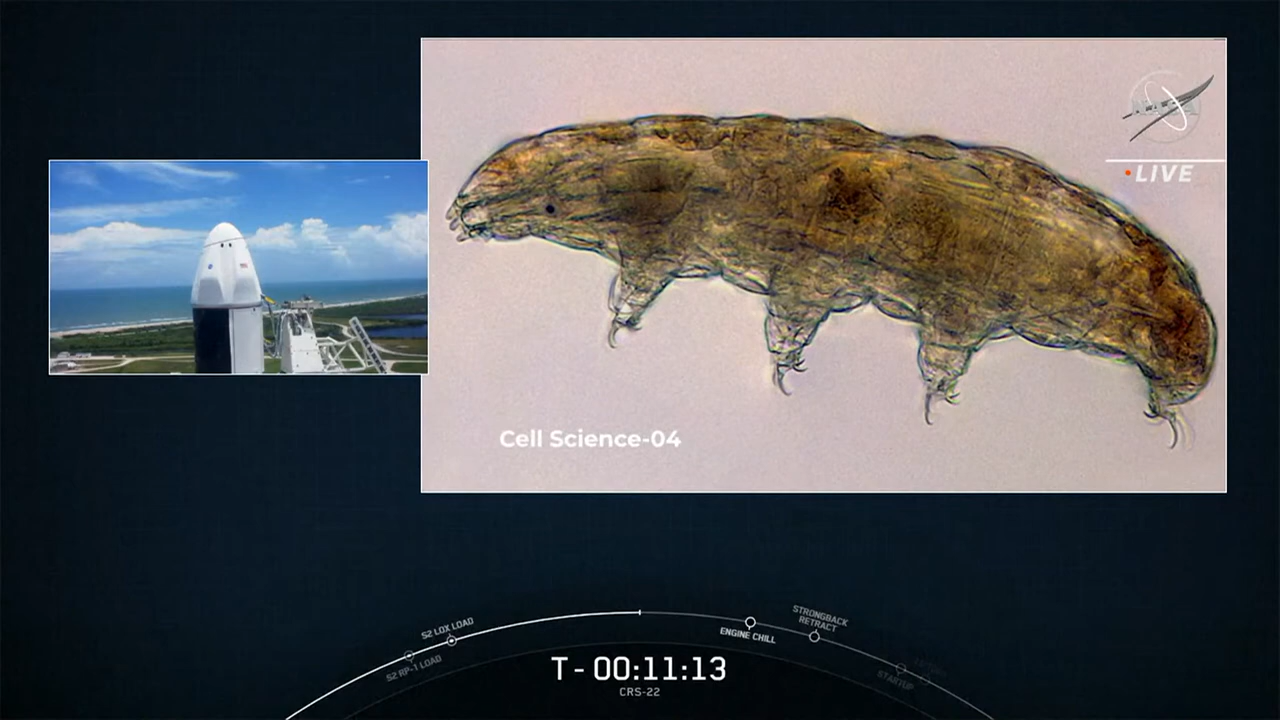 NASA
LIVE
Cell Science-04
S2 LOX LOAD
S2 RP-1 LOAD
ENGINE CHILL
STRONGBACK
RETRACT
STARTUP
T- 00:11:13
CRS-22